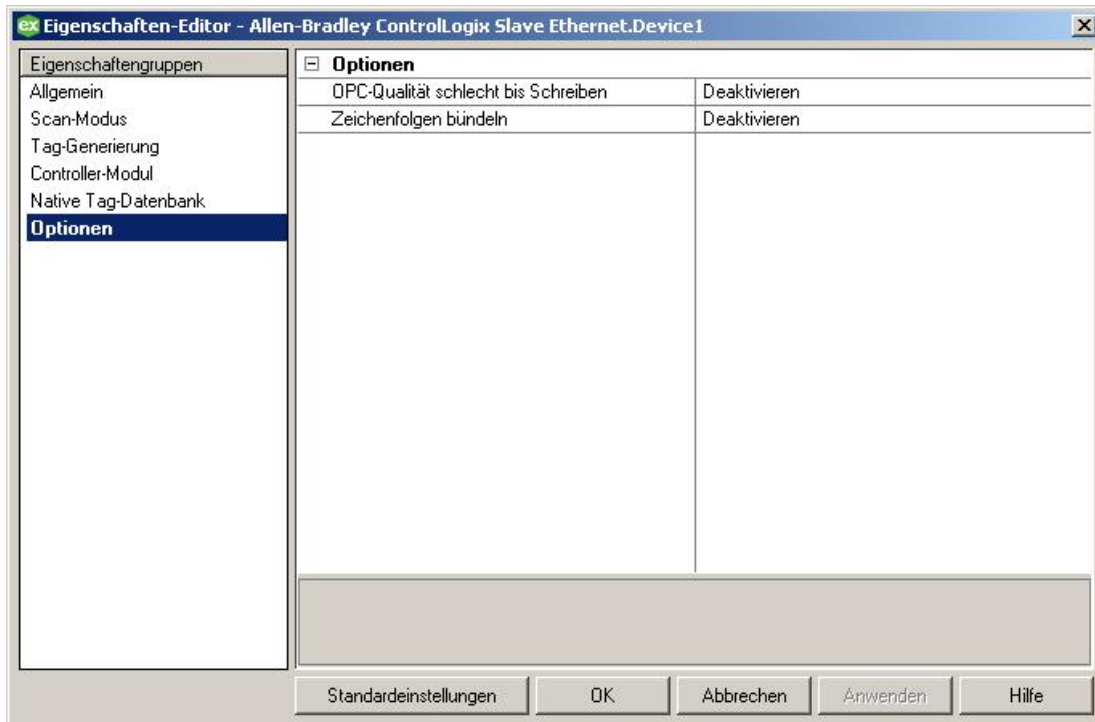 ex Eigenschaften-Editor - Allen-Bradley ControlLogix Slave Ethernet.Device1
Eigenschaftengruppen
Allgemein
Scan-Modus
Tag-Generierung
Controller-Modul
Native Tag-Datenbank
Optionen
Optionen
OPC-Qualität schlecht bis Schreiben Deaktivieren
Zeichenfolgen bündeln Deaktivieren
Standardeinstellungen OK Abbrechen Anwenden Hilfe